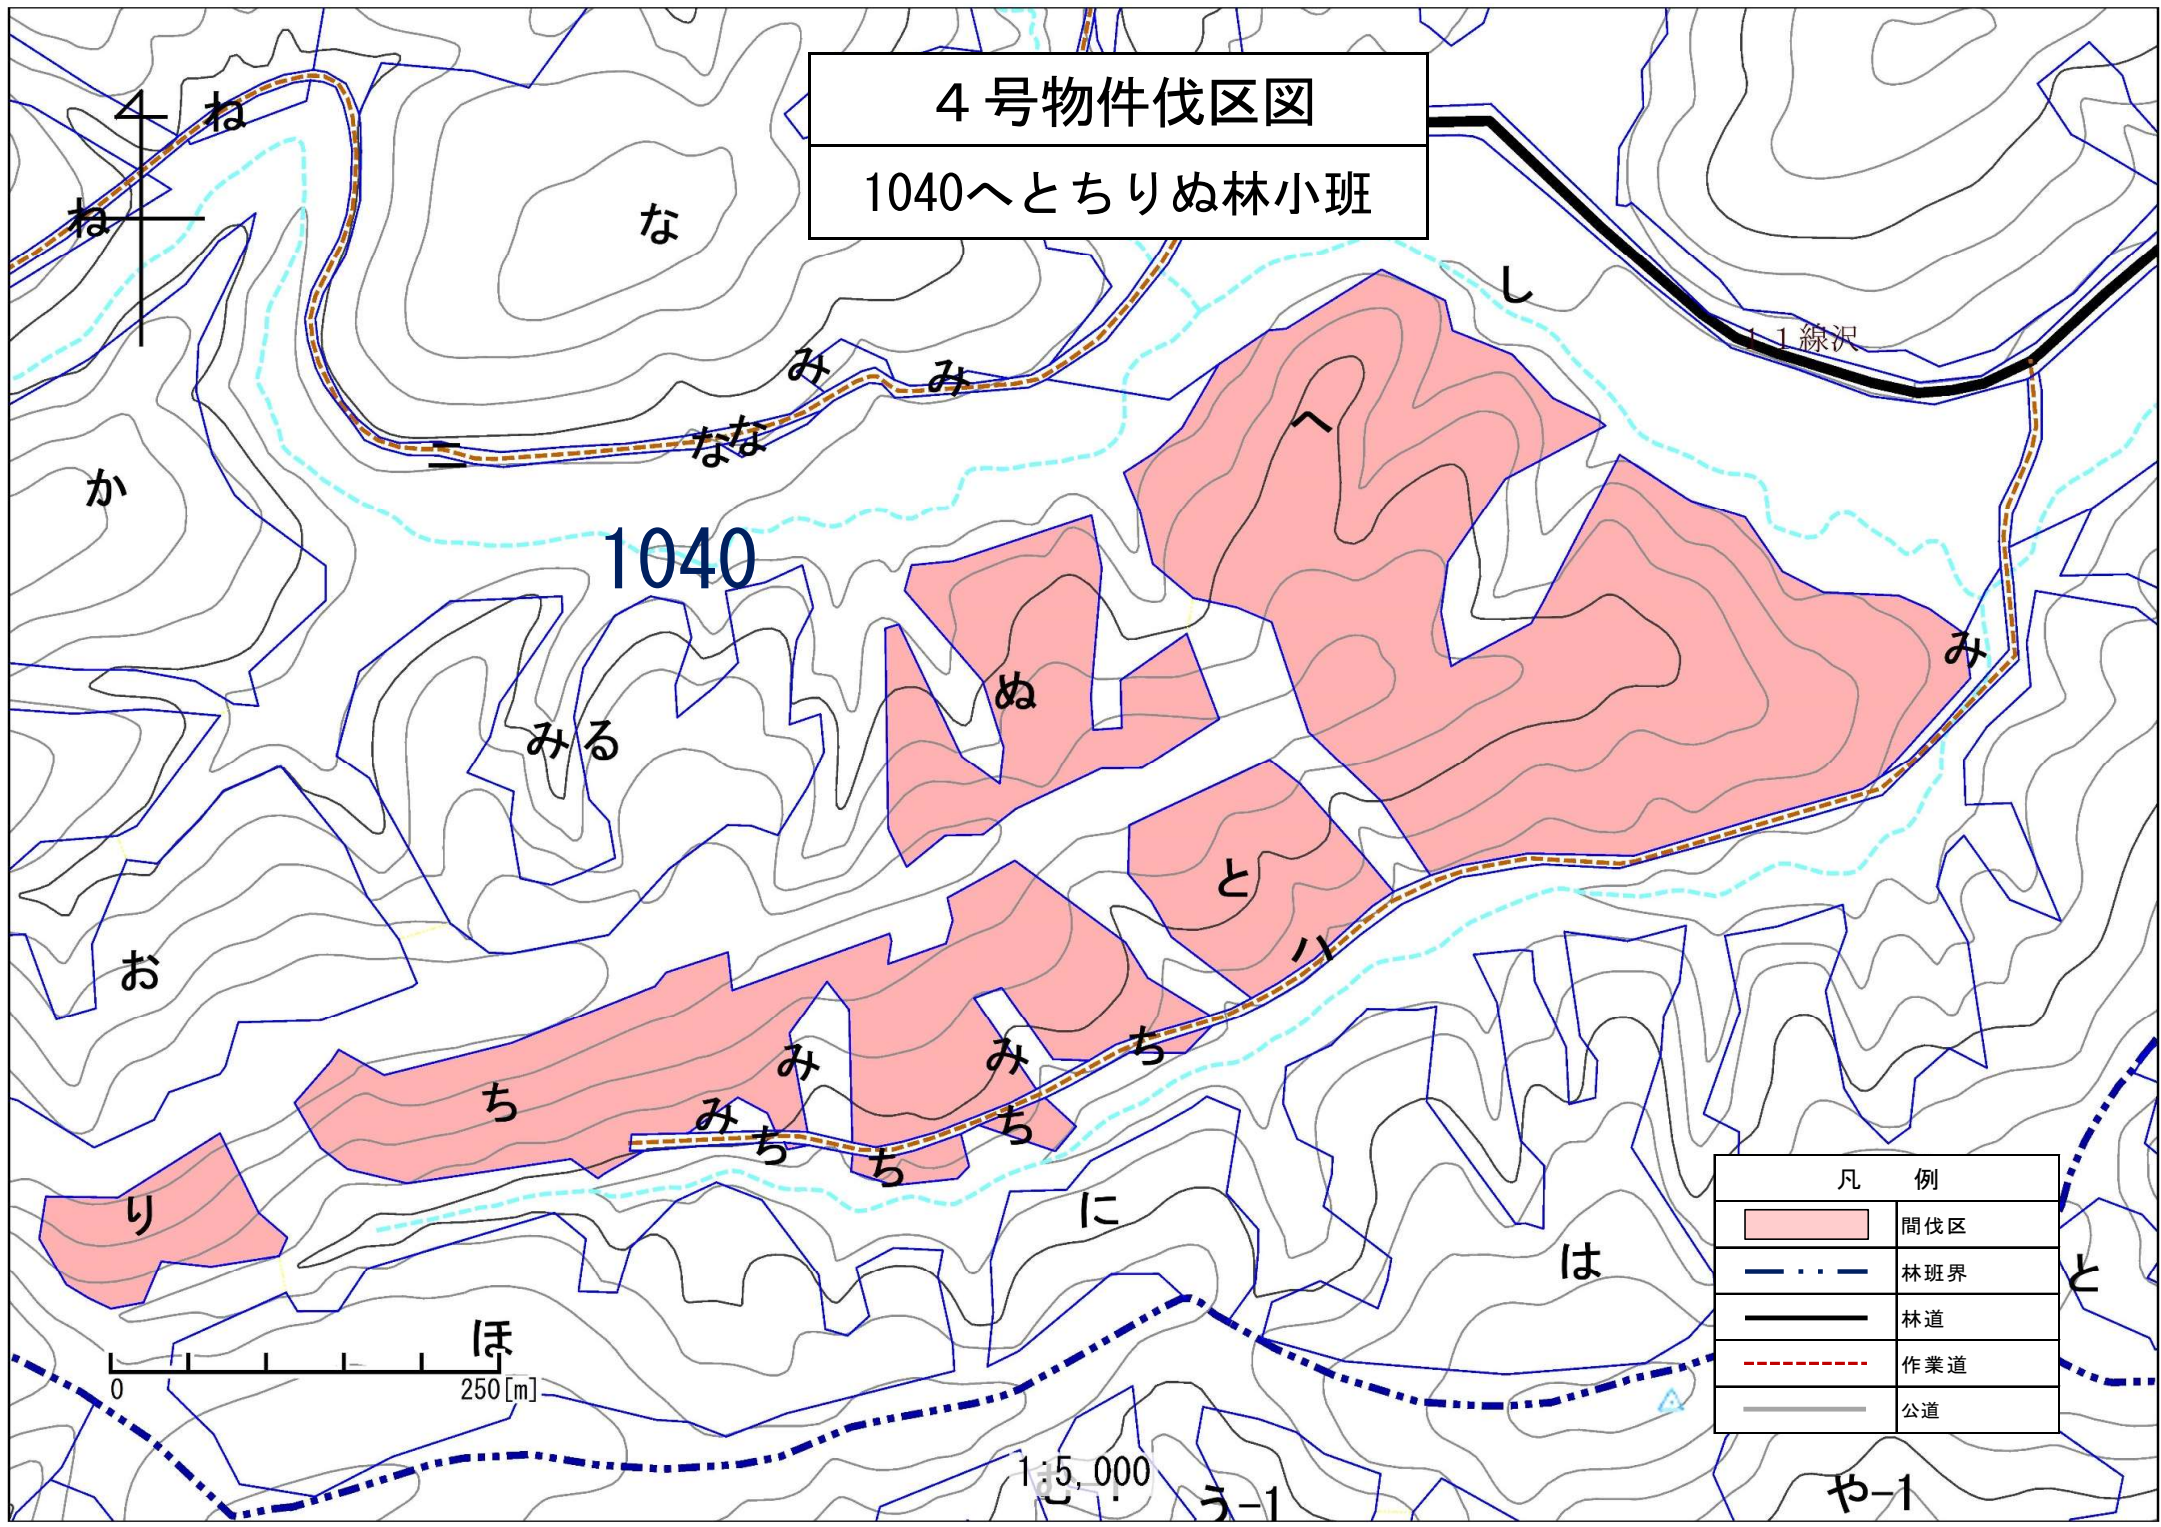 4号物件伐区図
1040へとちりぬ林小班
ね
ね
な
し
11線沢
み
み
な
な
ニ
へ
か
1040
み
ぬ
み
る
と
ハ
お
み
み
ち
ち
み
ち
ち
ち
り
に
は
と
ほ
0
250[m]
1:5,000
う-1
や-1
凡 例
間伐区
林班界
林道
作業道
公道